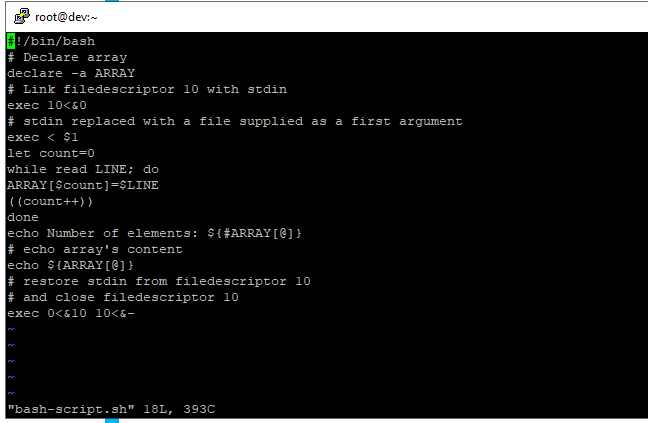 root@dev:~
#!/bin/bash
# Declare array
declare -a ARRAY
# Link filedescriptor 10 with stdin
exec 10<&0
# stdin replaced with a file supplied as a first argument
exec < $1
let count=0
while read LINE; do
ARRAY[$count]=$LINE
((count++))
done
echo Number of elements: ${#ARRAY[@]}
# echo array's content
echo ${ARRAY[@]}
# restore stdin from filedescriptor 10
# and close filedescriptor 10
exec 0<&10 10<&-
~
~
~
~
~
"bash-script.sh" 18L, 393C